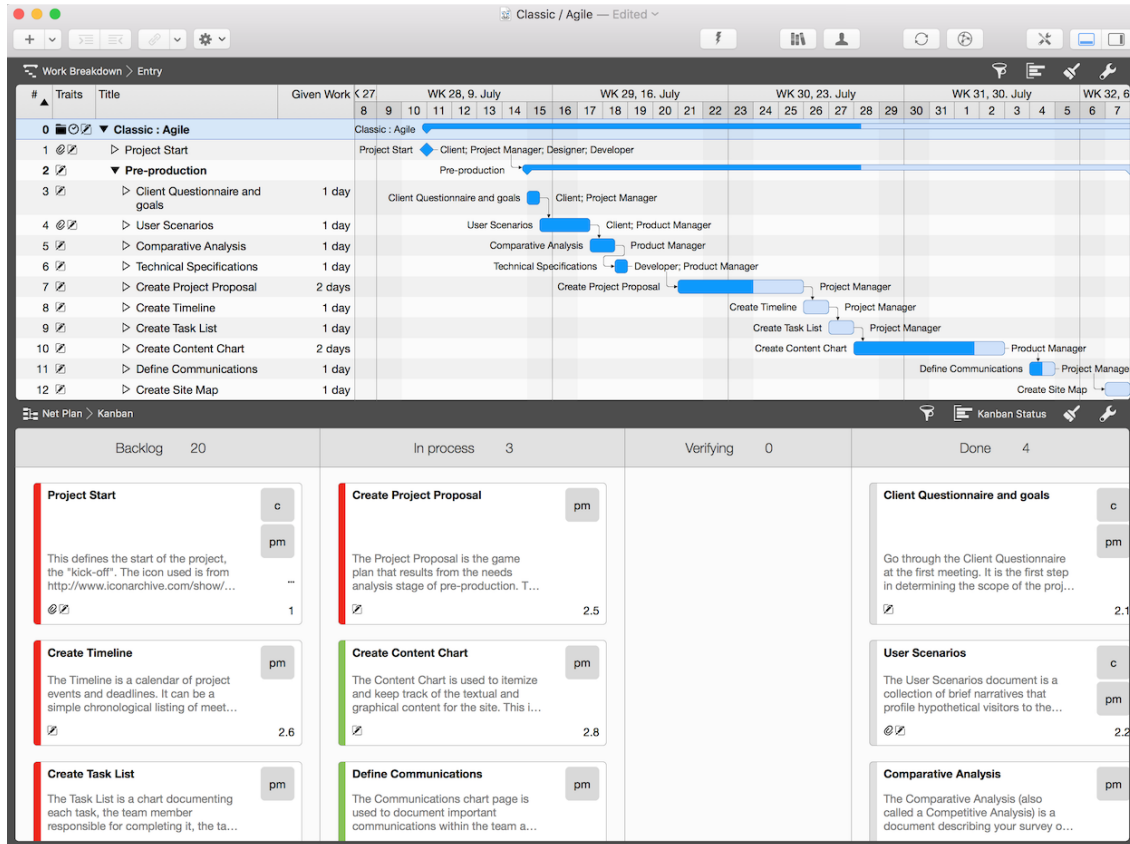 Classic / Agile — Edited
Work Breakdown > Entry
# Traits Title Given Work
K 27 WK 28, 9. July WK 29, 16. July WK 30, 23. July WK 31, 30. July WK 32, 6
8 9 10 11 12 13 14 15 16 17 18 19 20 21 22 23 24 25 26 27 28 29 30 31 1 2 3 4 5 6 7
0 Classic : Agile Classic : Agile
1 Project Start Project Start Client; Project Manager; Designer; Developer
2 Pre-production Pre-production
3 Client Questionnaire and goals 1 day Client Questionnaire and goals Client; Project Manager
4 User Scenarios 1 day User Scenarios Client; Product Manager
5 Comparative Analysis 1 day Comparative Analysis Product Manager
6 Technical Specifications 1 day Technical Specifications Developer; Product Manager
7 Create Project Proposal 2 days Create Project Proposal Project Manager
8 Create Timeline 1 day Create Timeline Project Manager
9 Create Task List 1 day Create Task List Project Manager
10 Create Content Chart 2 days Create Content Chart Product Manager
11 Define Communications 1 day Define Communications Project Manage
12 Create Site Map 1 day Create Site Map
Net Plan > Kanban
Kanban Status
Backlog 20
In process 3
Verifying 0
Done 4
Project Start
c
pm
This defines the start of the project,
the "kick-off". The icon used is from
http://www.iconarchive.com/show/...
...
1
Create Timeline
pm
The Timeline is a calendar of project
events and deadlines. It can be a
simple chronological listing of meet...
2.6
Create Task List
pm
The Task List is a chart documenting
each task, the team member
responsible for completing it, the ta...
Create Project Proposal
pm
The Project Proposal is the game
plan that results from the needs
analysis stage of pre-production. T...
2.5
Create Content Chart
pm
The Content Chart is used to itemize
and keep track of the textual and
graphical content for the site. This i...
2.8
Define Communications
pm
The Communications chart page is
used to document important
communications within the team a...
Client Questionnaire and goals
c
pm
Go through the Client Questionnaire
at the first meeting. It is the first step
in determining the scope of the proj...
2.1
User Scenarios
c
pm
The User Scenarios document is a
collection of brief narratives that
profile hypothetical visitors to the...
2.2
Comparative Analysis
pm
The Comparative Analysis (also
called a Competitive Analysis) is a
document describing your survey o...